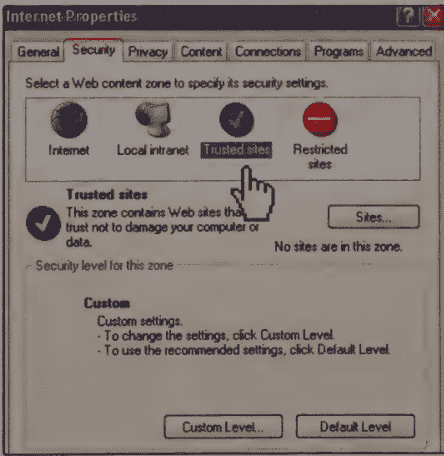 Internet Properties
General Security Privacy Content Connections Programs Advanced
Select a Web content zone to specify its security settings.
Internet Local intranet Trusted sites Restricted
sites
Trusted sites
This zone contains Web sites tha
trust not to damage your computer or
data.
Sites...
No sites are in this zone.
Security level for this zone
Custom
Custom settings.
- To change the settings, click Custom Level.
- To use the recommended settings, click Default Level.
Custom Level... Default Level